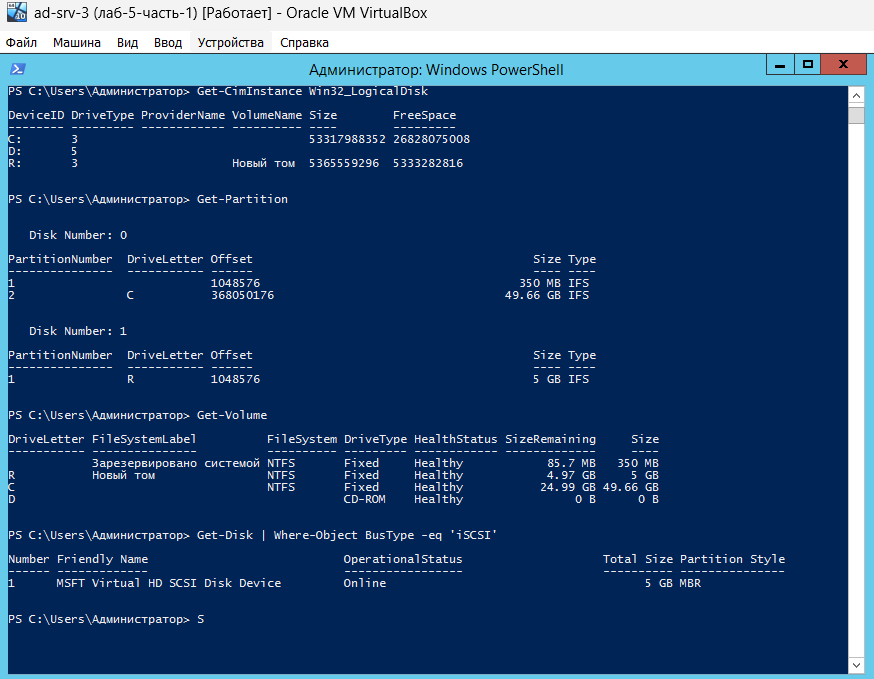 ad-srv-3 (лаб-5-часть-1) [Работает] - Oracle VM VirtualBox
Файл Машина Вид Ввод Устройства Справка
Администратор: Windows PowerShell
PS C:\Users\Администратор> Get-CimInstance Win32_LogicalDisk
DeviceID DriveType ProviderName VolumeName Size FreeSpace
-------- --------- ------------ ---------- ---- ---------
C: 3 53317988352 26828075008
D: 5
R: 3 Новый том 5365559296 5333282816
PS C:\Users\Администратор> Get-Partition
Disk Number: 0
PartitionNumber DriveLetter Offset Size Type
--------------- ----------- ------ ---- ----
1 1048576 350 MB IFS
2 C 368050176 49.66 GB IFS
Disk Number: 1
PartitionNumber DriveLetter Offset Size Type
--------------- ----------- ------ ---- ----
1 R 1048576 5 GB IFS
PS C:\Users\Администратор> Get-Volume
DriveLetter FileSystemLabel FileSystem DriveType HealthStatus SizeRemaining Size
----------- --------------- ---------- --------- ------------ ------------- ----
Зарезервировано системой NTFS Fixed Healthy 85.7 MB 350 MB
R Новый том NTFS Fixed Healthy 4.97 GB 5 GB
C NTFS Fixed Healthy 24.99 GB 49.66 GB
D CD-ROM Healthy 0 B 0 B
PS C:\Users\Администратор> Get-Disk | Where-Object BusType -eq 'iSCSI'
Number Friendly Name OperationalStatus Total Size Partition Style
------ ------------- ----------------- ---------- ---------------
1 MSFT Virtual HD SCSI Disk Device Online 5 GB MBR
PS C:\Users\Администратор> S